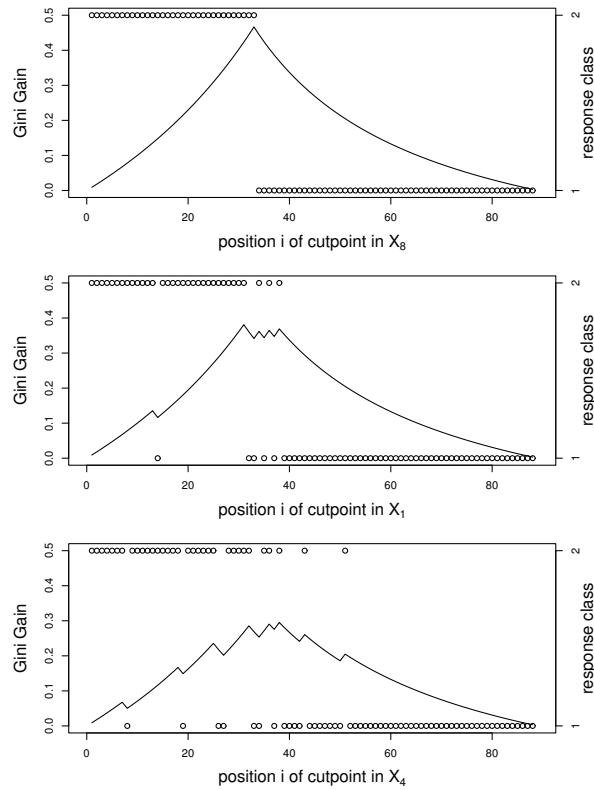 0.0 0.1 0.2 0.3 0.4 0.5
Gini Gain
1 2
response class
0 20 40 60 80
position i of cutpoint in X₈
0.0 0.1 0.2 0.3 0.4 0.5
Gini Gain
1 2
response class
0 20 40 60 80
position i of cutpoint in X₁
0.0 0.1 0.2 0.3 0.4 0.5
Gini Gain
1 2
response class
0 20 40 60 80
position i of cutpoint in X₄